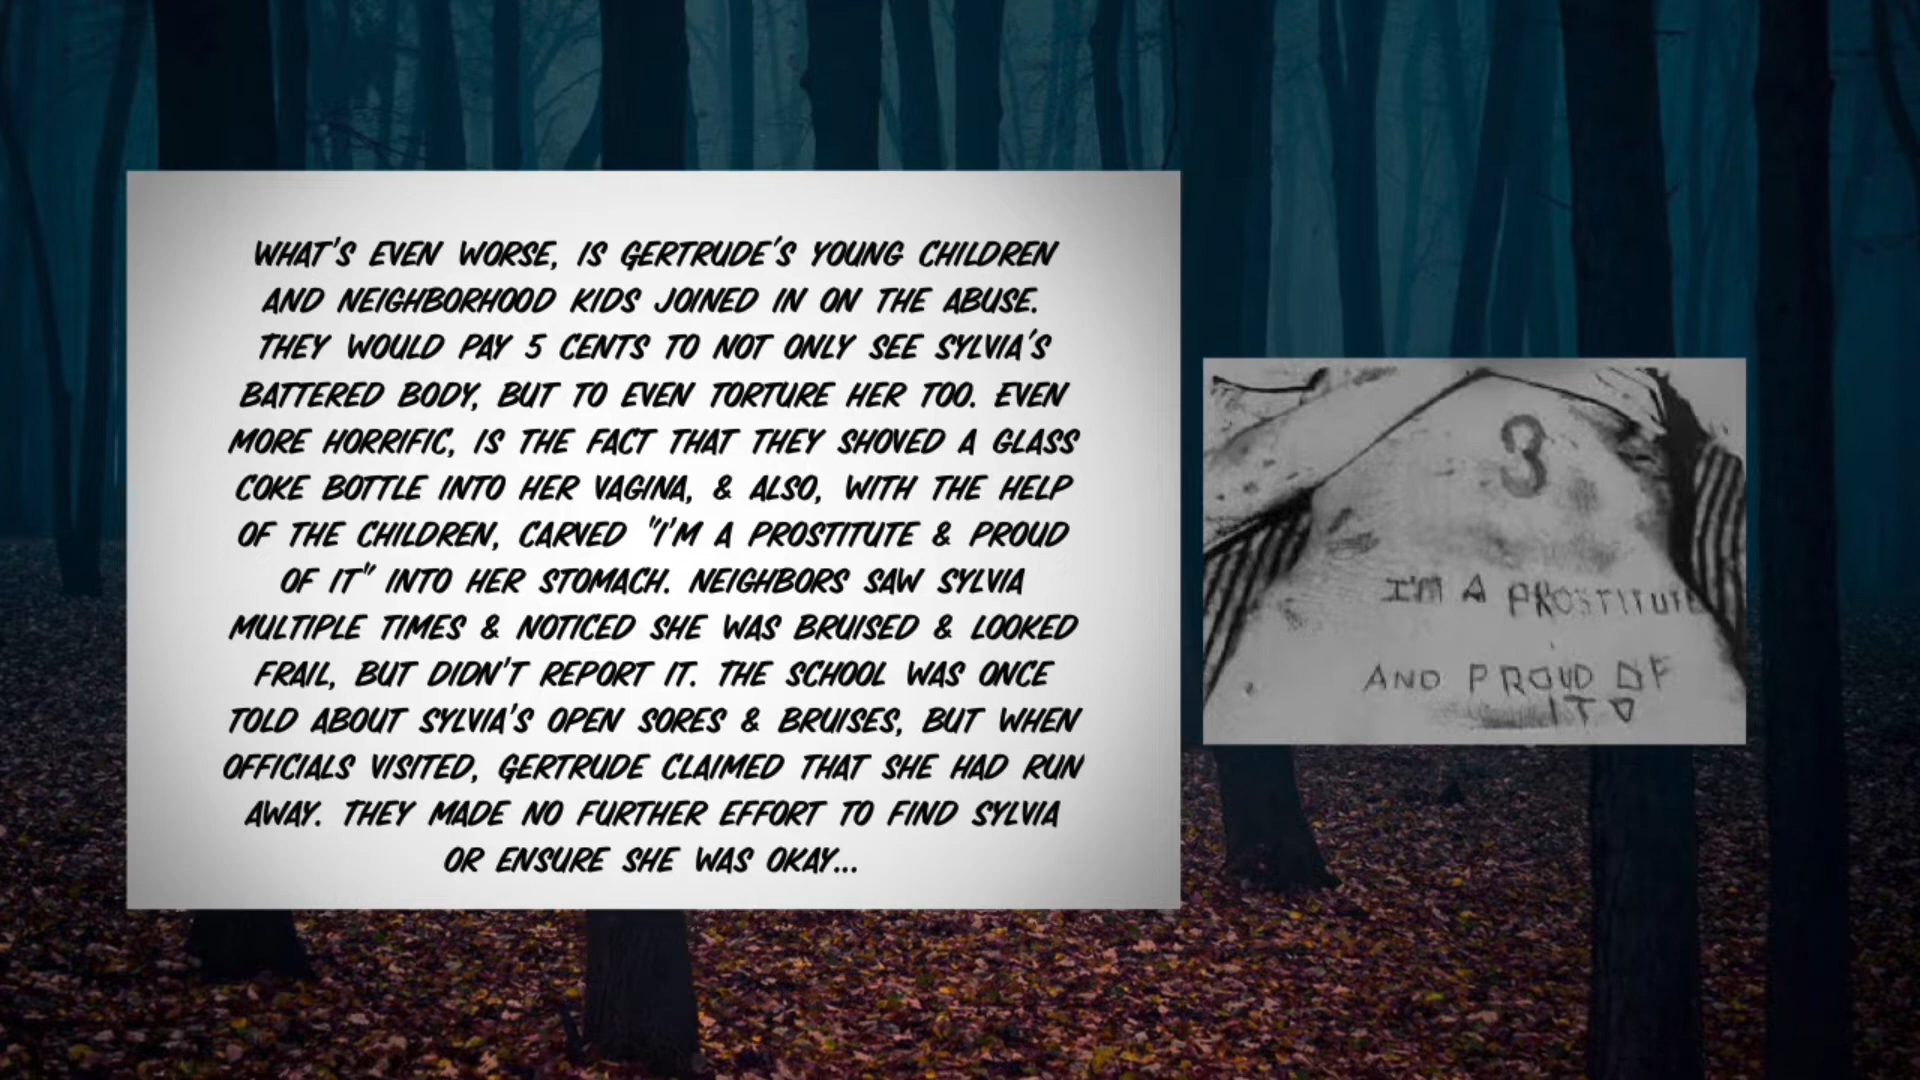 WHAT'S EVEN WORSE, IS GERTRUDE'S YOUNG CHILDREN
AND NEIGHBORHOOD KIDS JOINED IN ON THE ABUSE.
THEY WOULD PAY 5 CENTS TO NOT ONLY SEE SYLVIA'S
BATTERED BODY, BUT TO EVEN TORTURE HER TOO. EVEN
MORE HORRIFIC, IS THE FACT THAT THEY SHOVED A GLASS
COKE BOTTLE INTO HER VAGINA, & ALSO, WITH THE HELP
OF THE CHILDREN, CARVED "I'M A PROSTITUTE & PROUD
OF IT" INTO HER STOMACH. NEIGHBORS SAW SYLVIA
MULTIPLE TIMES & NOTICED SHE WAS BRUISED & LOOKED
FRAIL, BUT DIDN'T REPORT IT. THE SCHOOL WAS ONCE
TOLD ABOUT SYLVIA'S OPEN SORES & BRUISES, BUT WHEN
OFFICIALS VISITED, GERTRUDE CLAIMED THAT SHE HAD RUN
AWAY. THEY MADE NO FURTHER EFFORT TO FIND SYLVIA
OR ENSURE SHE WAS OKAY...
3
I'M A PROSTITUTE
AND PROUD OF
IT